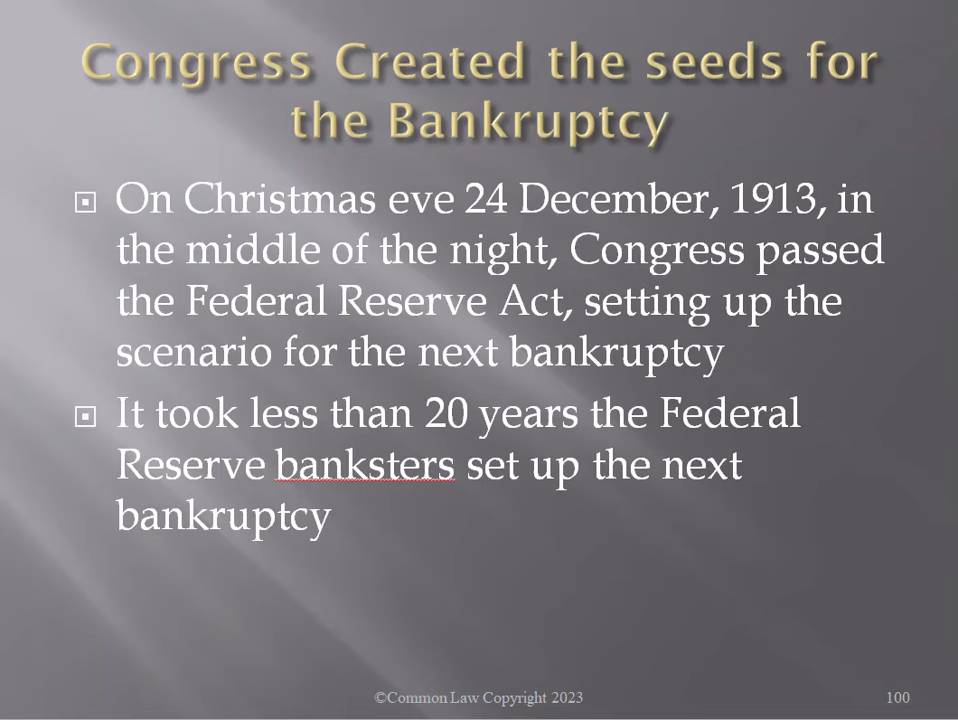 Congress Created the seeds for
the Bankruptcy
On Christmas eve 24 December, 1913, in
the middle of the night, Congress passed
the Federal Reserve Act, setting up the
scenario for the next bankruptcy
It took less than 20 years the Federal
Reserve banksters set up the next
bankruptcy
©Common Law Copyright 2023
100